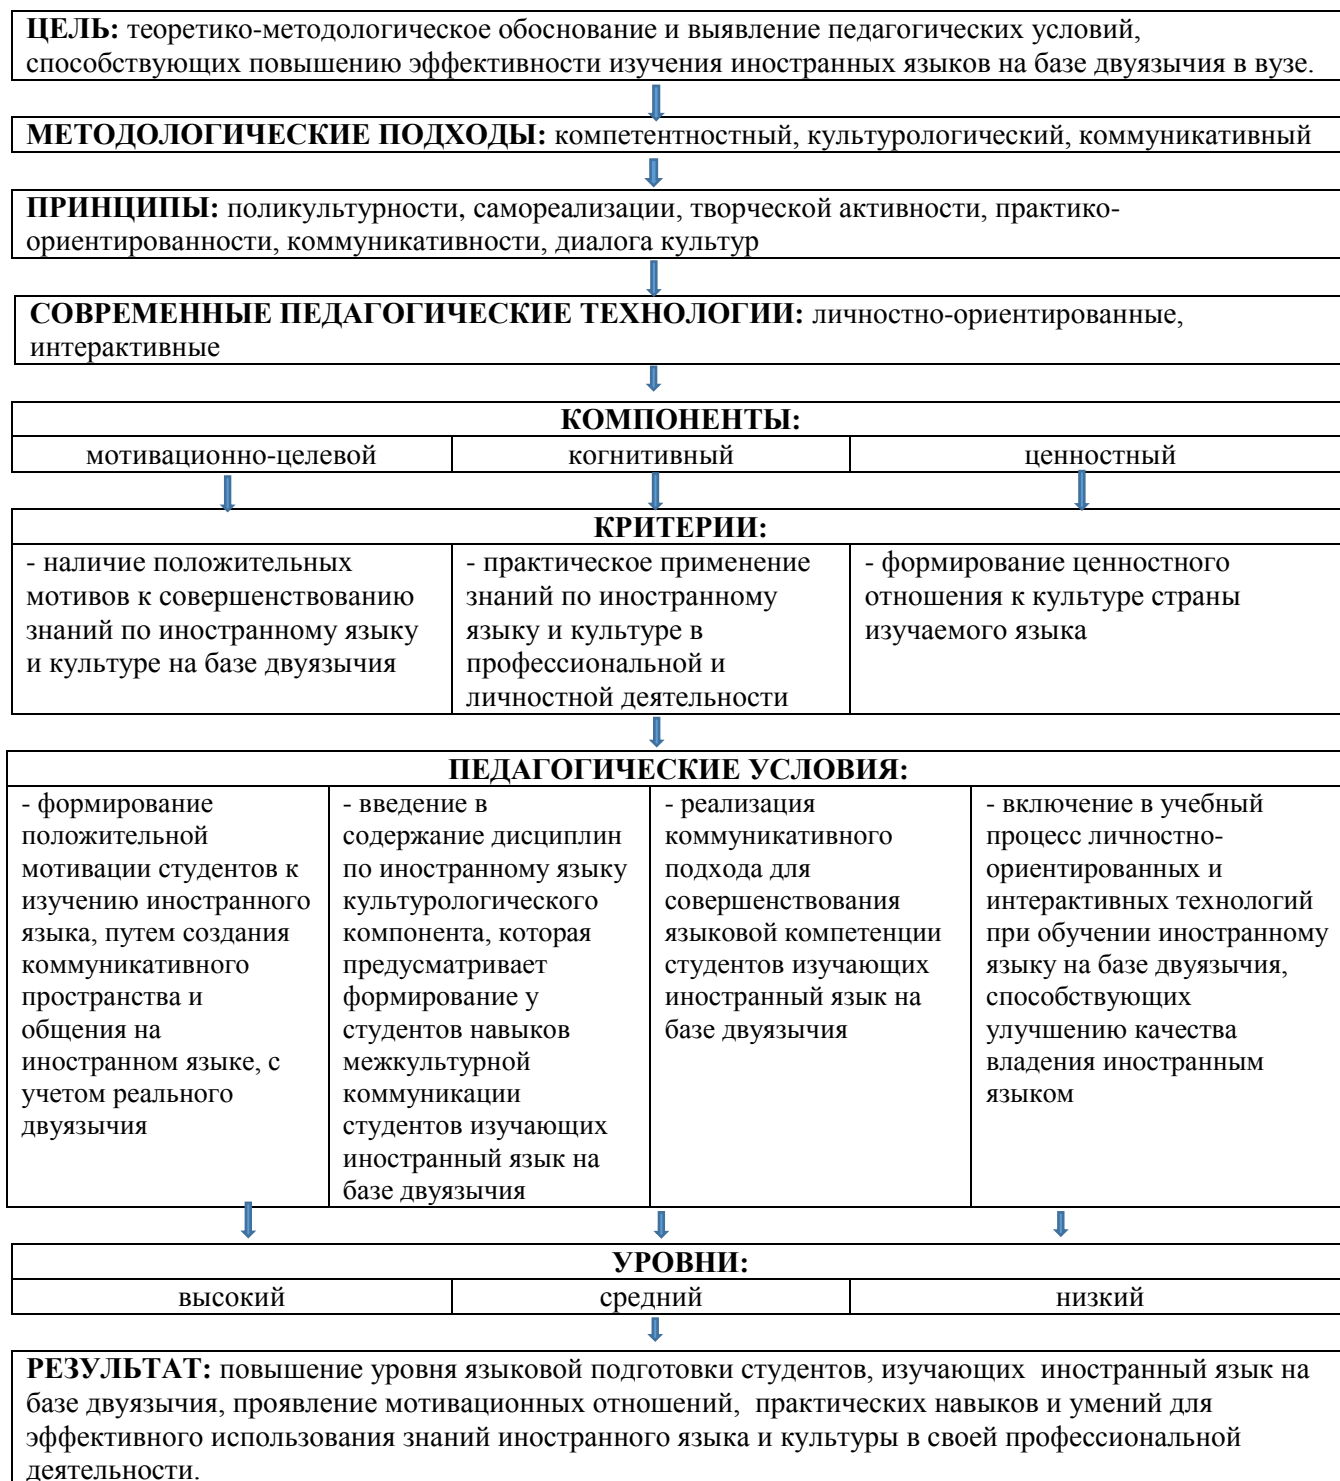 ЦЕЛЬ: теоретико-методологическое обоснование и выявление педагогических условий,
способствующих повышению эффективности изучения иностранных языков на базе двуязычия в вузе.
МЕТОДОЛОГИЧЕСКИЕ ПОДХОДЫ: компетентностный, культурологический, коммуникативный
ПРИНЦИПЫ: поликультурности, самореализации, творческой активности, практико-
ориентированности, коммуникативности, диалога культур
СОВРЕМЕННЫЕ ПЕДАГОГИЧЕСКИЕ ТЕХНОЛОГИИ: личностно-ориентированные,
интерактивные
КОМПОНЕНТЫ:
мотивационно-целевой
когнитивный
ценностный
КРИТЕРИИ:
- наличие положительных
мотивов к совершенствованию
знаний по иностранному языку
и культуре на базе двуязычия
- практическое применение
знаний по иностранному
языку и культуре в
профессиональной и
личностной деятельности
- формирование ценностного
отношения к культуре страны
изучаемого языка
ПЕДАГОГИЧЕСКИЕ УСЛОВИЯ:
- формирование
положительной
мотивации студентов к
изучению иностранного
языка, путем создания
коммуникативного
пространства и
общения на
иностранном языке, с
учетом реального
двуязычия
- введение в
содержание дисциплин
по иностранному языку
культурологического
компонента, которая
предусматривает
формирование у
студентов навыков
межкультурной
коммуникации
студентов изучающих
иностранный язык на
базе двуязычия
- реализация
коммуникативного
подхода для
совершенствования
языковой компетенции
студентов изучающих
иностранный язык на
базе двуязычия
- включение в учебный
процесс личностно-
ориентированных и
интерактивных технологий
при обучении иностранному
языку на базе двуязычия,
способствующих
улучшению качества
владения иностранным
языком
УРОВНИ:
высокий
средний
низкий
РЕЗУЛЬТАТ: повышение уровня языковой подготовки студентов, изучающих иностранный язык на
базе двуязычия, проявление мотивационных отношений, практических навыков и умений для
эффективного использования знаний иностранного языка и культуры в своей профессиональной
деятельности.